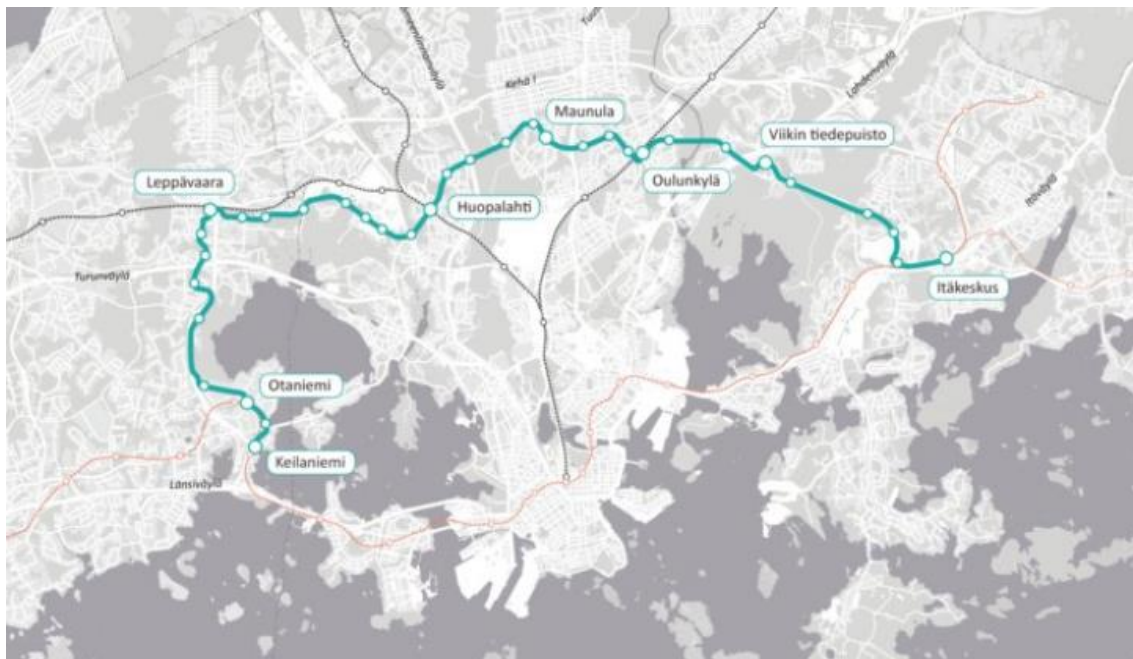 Kehä I
Lahdenväylä
Maunula
Viikin tiedepuisto
Leppävaara
Oulunkylä
Huopalahti
Itäväylä
Turunväylä
Itäkeskus
Otaniemi
Keilaniemi
Länsiväylä